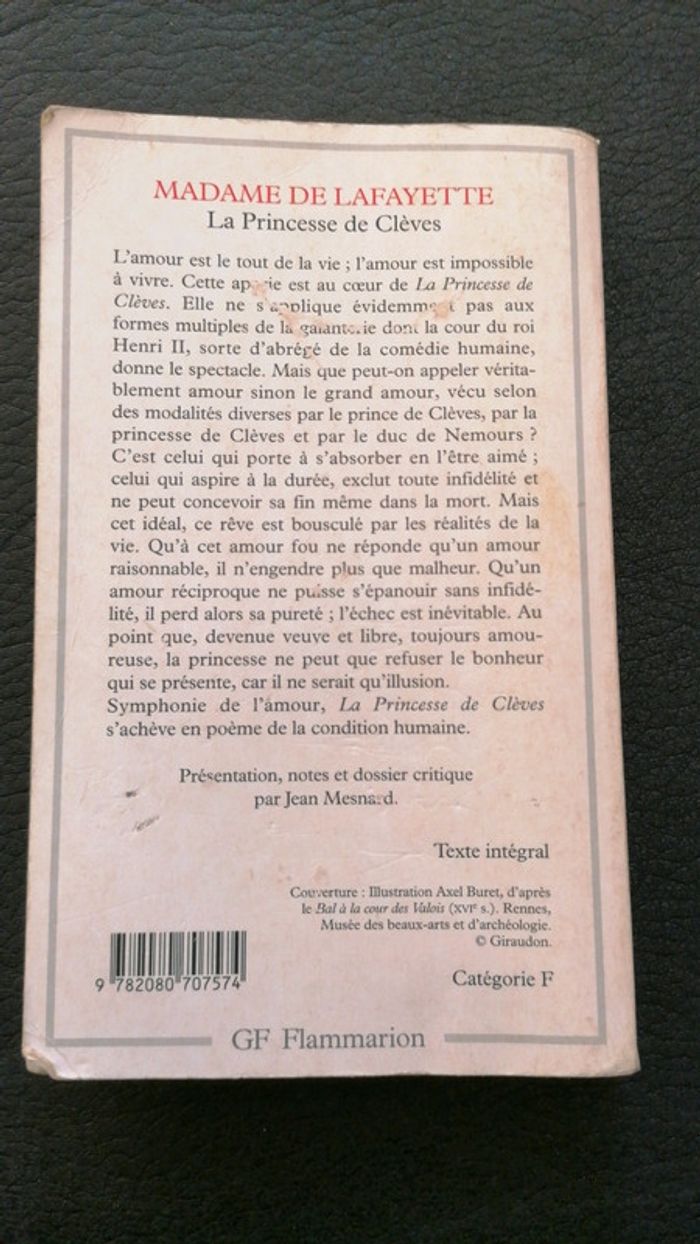 MADAME DE LAFAYETTE
La Princesse de Clèves
L'amour est le tout de la vie ; l'amour est impossible
à vivre. Cette est au cœur de La Princesse de
Clèves. Elle ne s'applique évidemment pas aux
formes multiples de la galanterie dont la cour du roi
Henri II, sorte d'abrégé de la comédie humaine,
donne le spectacle. Mais que peut-on appeler vérita-
blement amour sinon le grand amour, vécu selon
des modalités diverses par le prince de Clèves, par la
princesse de Clèves et par le duc de Nemours ?
C'est celui qui porte à s'absorber en l'être aimé ;
celui qui aspire à la durée, exclut toute infidélité et
ne peut concevoir sa fin même dans la mort. Mais
cet idéal, ce rêve est bousculé par les réalités de la
vie. Qu'à cet amour fou ne réponde qu'un amour
raisonnable, il n'engendre plus que malheur. Qu'un
amour réciproque ne puisse s'épanouir sans infidé-
lité, il perd alors sa pureté ; l'échec est inévitable. Au
point que, devenue veuve et libre, toujours amou-
reuse, la princesse ne peut que refuser le bonheur
qui se présente, car il ne serait qu'illusion.
Symphonie de l'amour, La Princesse de Clèves
s'achève en poème de la condition humaine.
Présentation, notes et dossier critique
par Jean Mesnard.
Texte intégral
Couverture : Illustration Axel Buret, d'après
le Bal à la cour des Valois (XVIe s.). Rennes,
Musée des beaux-arts et d'archéologie.
© Giraudon.
9 782080 707574
Catégorie F
GF Flammarion